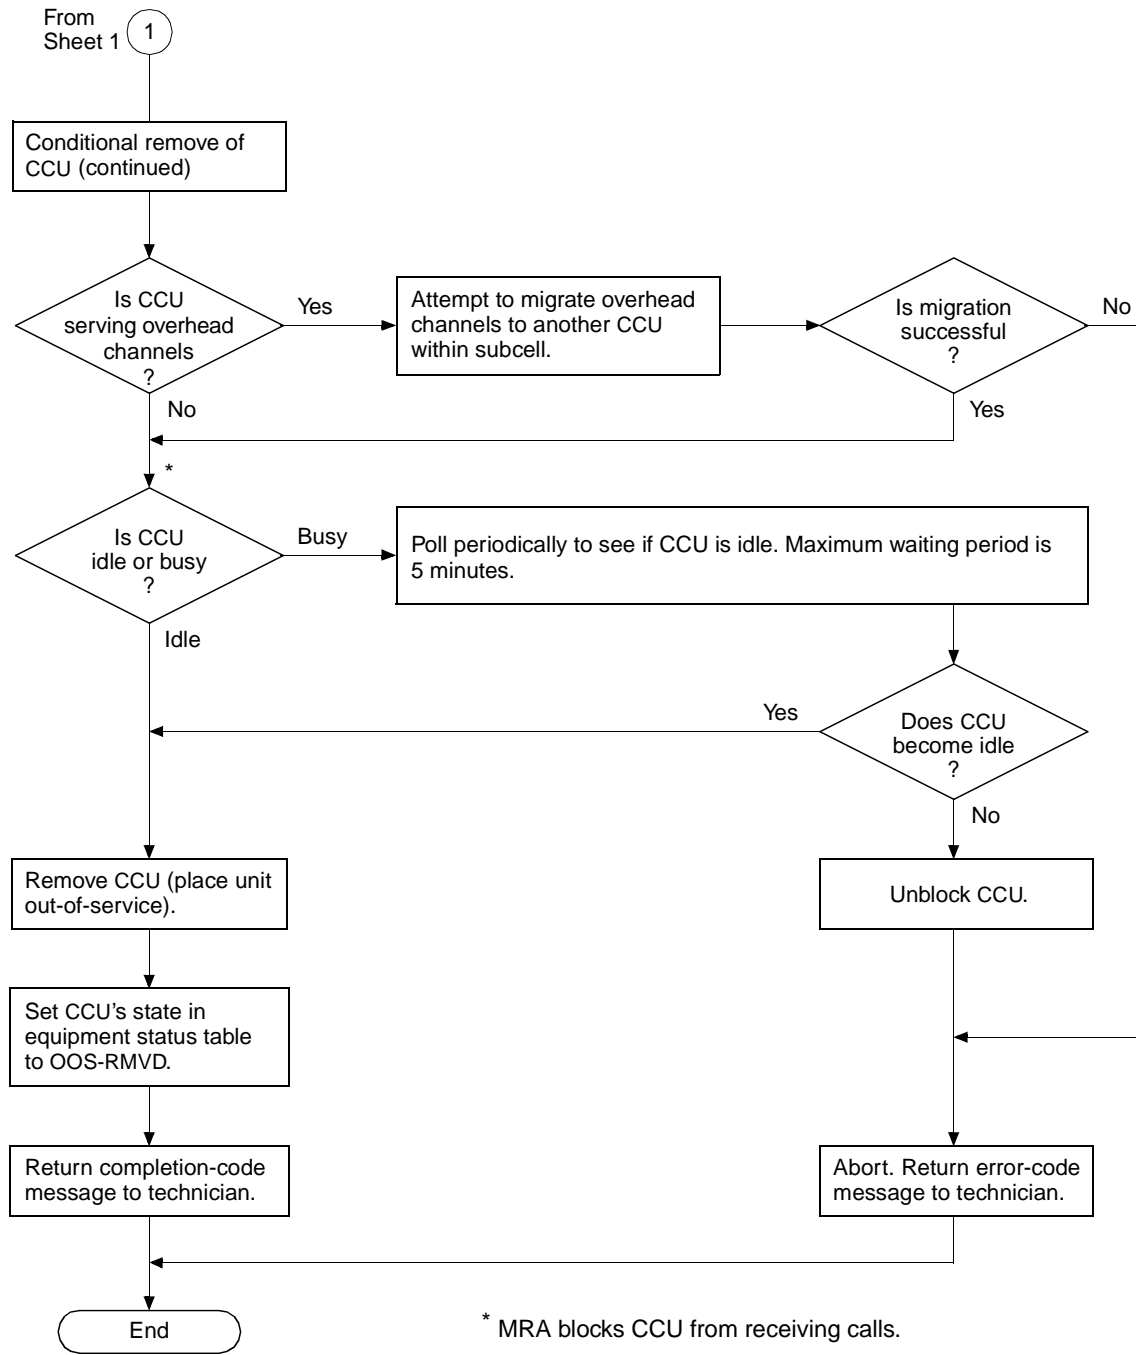 From
Sheet 1
1
Conditional remove of
CCU (continued)
Is CCU
serving overhead
channels
?
Yes
No
Attempt to migrate overhead
channels to another CCU
within subcell.
Is migration
successful
?
No
Yes
*
Is CCU
idle or busy
?
Busy
Idle
Poll periodically to see if CCU is idle. Maximum waiting period is
5 minutes.
Does CCU
become idle
?
Yes
No
Remove CCU (place unit
out-of-service).
Unblock CCU.
Set CCU's state in
equipment status table
to OOS-RMVD.
Return completion-code
message to technician.
Abort. Return error-code
message to technician.
End
* MRA blocks CCU from receiving calls.